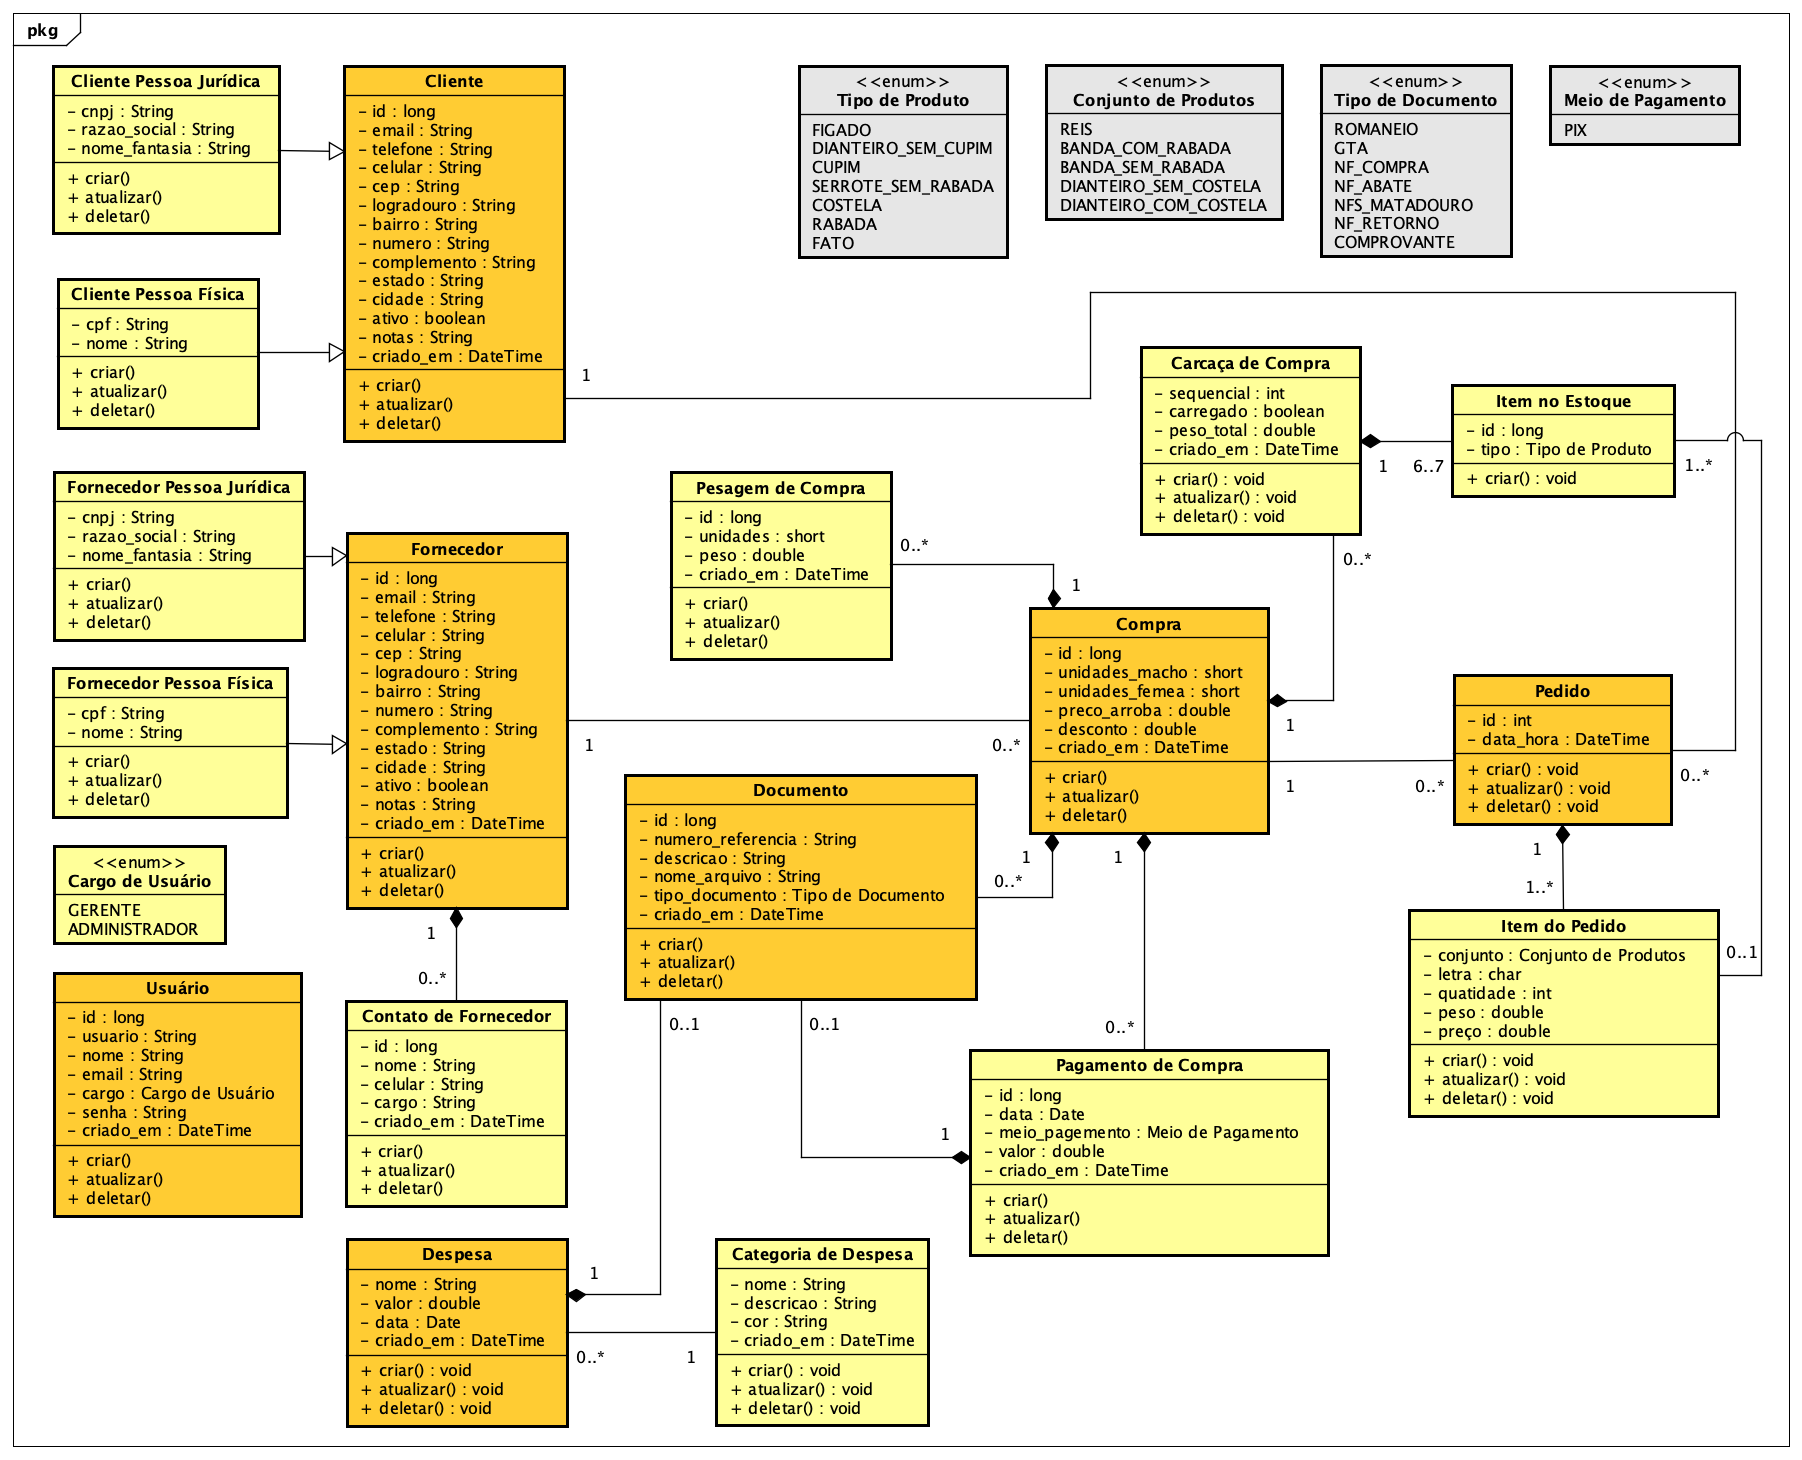 pkg
Cliente Pessoa Jurídica
- cnpj : String
- razao_social : String
- nome_fantasia : String
+ criar()
+ atualizar()
+ deletar()
Cliente
- id : long
- email : String
- telefone : String
- celular : String
- cep : String
- logradouro : String
- bairro : String
- numero : String
- complemento : String
- estado : String
- cidade : String
- ativo : boolean
- notas : String
- criado_em : DateTime
+ criar()
+ atualizar()
+ deletar()
1
<<enum>>
Tipo de Produto
FIGADO
DIANTEIRO_SEM_CUPIM
CUPIM
SERROTE_SEM_RABADA
COSTELA
RABADA
FATO
<<enum>>
Conjunto de Produtos
REIS
BANDA_COM_RABADA
BANDA_SEM_RABADA
DIANTEIRO_SEM_COSTELA
DIANTEIRO_COM_COSTELA
<<enum>>
Tipo de Documento
ROMANEIO
GTA
NF_COMPRA
NF_ABATE
NFS_MATADOURO
NF_RETORNO
COMPROVANTE
<<enum>>
Meio de Pagamento
PIX
Cliente Pessoa Física
- cpf : String
- nome : String
+ criar()
+ atualizar()
+ deletar()
Carcaça de Compra
- sequencial : int
- carregado : boolean
- peso_total : double
- criado_em : DateTime
+ criar() : void
+ atualizar() : void
+ deletar() : void
1
6..7
0..*
Item no Estoque
- id : long
- tipo : Tipo de Produto
+ criar() : void
1..*
Fornecedor Pessoa Jurídica
- cnpj : String
- razao_social : String
- nome_fantasia : String
+ criar()
+ atualizar()
+ deletar()
Fornecedor
- id : long
- email : String
- telefone : String
- celular : String
- cep : String
- logradouro : String
- bairro : String
- numero : String
- complemento : String
- estado : String
- cidade : String
- ativo : boolean
- notas : String
- criado_em : DateTime
+ criar()
+ atualizar()
+ deletar()
1
0..*
1
0..*
Pesagem de Compra
- id : long
- unidades : short
- peso : double
- criado_em : DateTime
+ criar()
+ atualizar()
+ deletar()
0..*
1
Compra
- id : long
- unidades_macho : short
- unidades_femea : short
- preco_arroba : double
- desconto : double
- criado_em : DateTime
+ criar()
+ atualizar()
+ deletar()
1
1
0..*
1
0..*
1
0..*
Pedido
- id : int
- data_hora : DateTime
+ criar() : void
+ atualizar() : void
+ deletar() : void
0..*
1
1..*
Fornecedor Pessoa Física
- cpf : String
- nome : String
+ criar()
+ atualizar()
+ deletar()
Documento
- id : long
- numero_referencia : String
- descricao : String
- nome_arquivo : String
- tipo_documento : Tipo de Documento
- criado_em : DateTime
+ criar()
+ atualizar()
+ deletar()
0..1
0..1
<<enum>>
Cargo de Usuário
GERENTE
ADMINISTRADOR
Item do Pedido
- conjunto : Conjunto de Produtos
- letra : char
- quatidade : int
- peso : double
- preço : double
+ criar() : void
+ atualizar() : void
+ deletar() : void
0..1
Usuário
- id : long
- usuario : String
- nome : String
- email : String
- cargo : Cargo de Usuário
- senha : String
- criado_em : DateTime
+ criar()
+ atualizar()
+ deletar()
Contato de Fornecedor
- id : long
- nome : String
- celular : String
- cargo : String
- criado_em : DateTime
+ criar()
+ atualizar()
+ deletar()
Pagamento de Compra
- id : long
- data : Date
- meio_pagemento : Meio de Pagamento
- valor : double
- criado_em : DateTime
+ criar()
+ atualizar()
+ deletar()
1
Despesa
- nome : String
- valor : double
- data : Date
- criado_em : DateTime
+ criar() : void
+ atualizar() : void
+ deletar() : void
1
0..*
1
Categoria de Despesa
- nome : String
- descricao : String
- cor : String
- criado_em : DateTime
+ criar() : void
+ atualizar() : void
+ deletar() : void